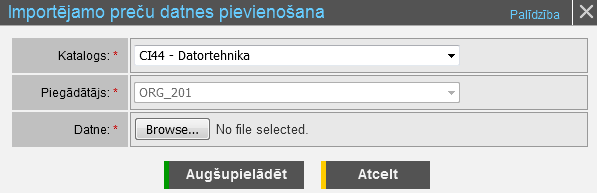 Importējamo preču datnes pievienošana
Palīdzība
Katalogs: * CI44 - Datortehnika
Piegādātājs: * ORG_201
Datne: * Browse... No file selected.
Augšupielādēt Atcelt